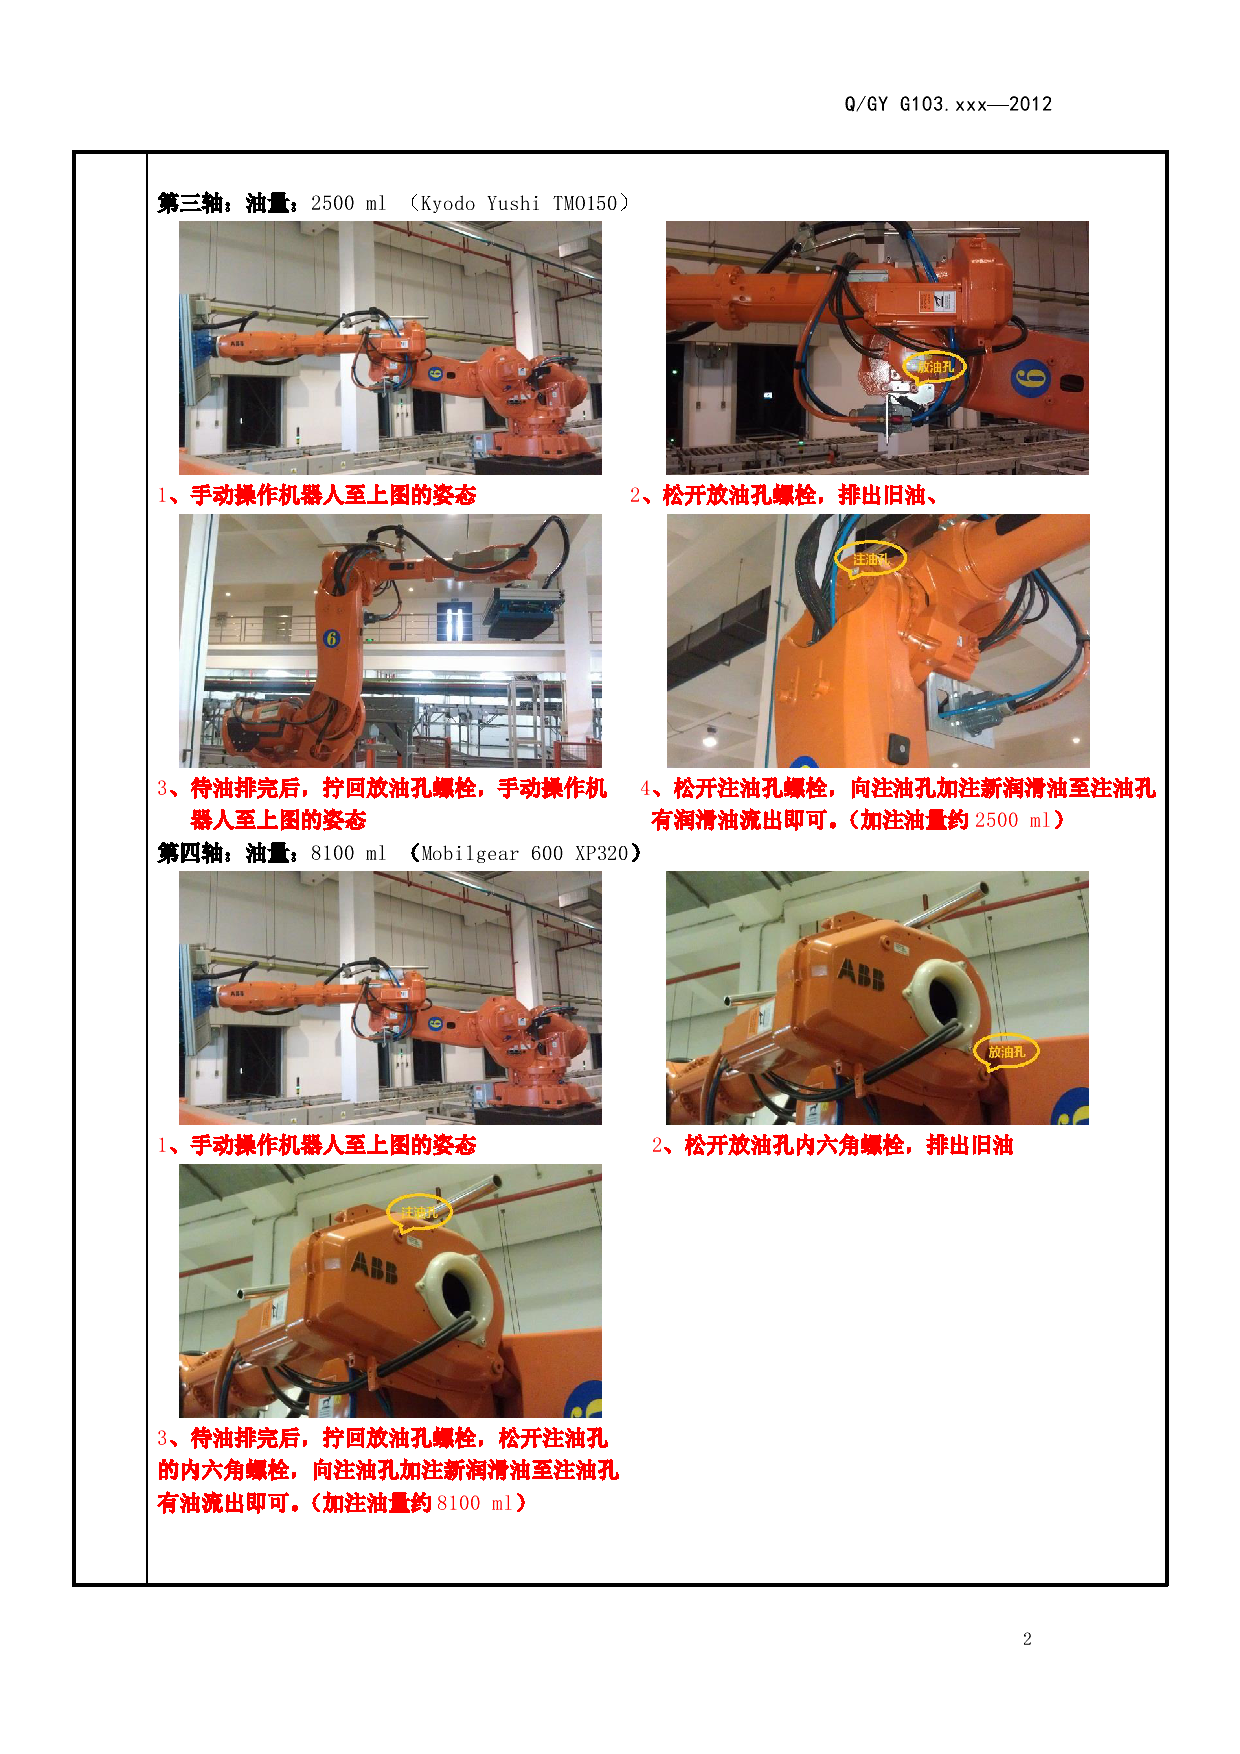 Q/GY G103.xxx—2012
第三轴：油量：2500 ml （Kyodo Yushi TMO150）
ABB
6
放油孔
6
1、手动操作机器人至上图的姿态
2、松开放油孔螺栓，排出旧油、
6
注油孔
3、待油排完后，拧回放油孔螺栓，手动操作机
器人至上图的姿态
4、松开注油孔螺栓，向注油孔加注新润滑油至注油孔
有润滑油流出即可。（加注油量约 2500 ml）
第四轴：油量：8100 ml （Mobilgear 600 XP320）
ABB
6
ABB
放油孔
1、手动操作机器人至上图的姿态
2、松开放油孔内六角螺栓，排出旧油
注油孔
ABB
3、待油排完后，拧回放油孔螺栓，松开注油孔
的内六角螺栓，向注油孔加注新润滑油至注油孔
有油流出即可。（加注油量约 8100 ml）
2